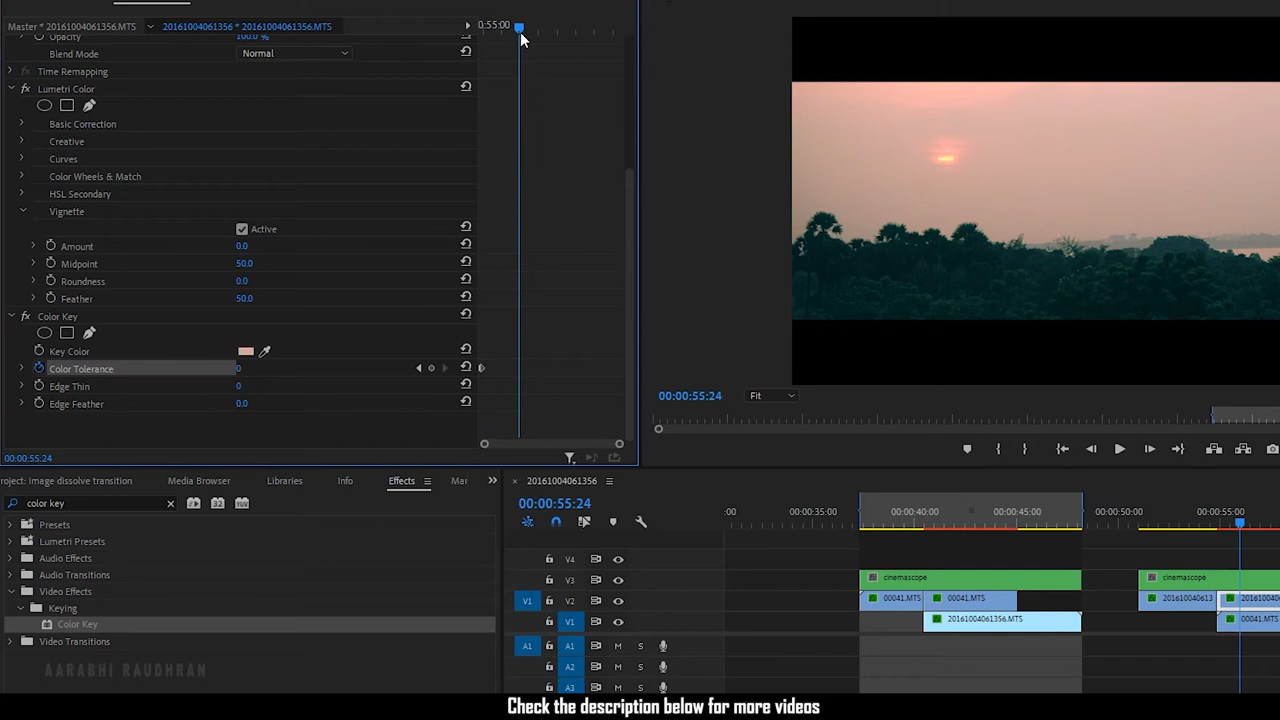 Master * 20161004061356.MTS
20161004061356 * 20161004061356.MTS
0:55:00
Opacity 100.0 %
Blend Mode Normal
Time Remapping
Lumetri Color
Basic Correction
Creative
Curves
Color Wheels & Match
HSL Secondary
Vignette
Active
Amount 0.0
Midpoint 50.0
Roundness 0.0
Feather 50.0
Color Key
Key Color
Color Tolerance 0
Edge Thin 0
Edge Feather 0.0
00:00:55:24
00:00:55:24 Fit
roject: image dissolve transition
Media Browser
Libraries
Info
Effects
Mar
color key
Presets
Lumetri Presets
Audio Effects
Audio Transitions
Video Effects
Keying
Color Key
Video Transitions
AARABHI RAUDHRAN
20161004061356
00:00:55:24
:00 00:00:35:00 00:00:40:00 00:00:45:00 00:00:50:00 00:00:55:00
V4
V3 cinemascope cinemascope
V1 V2 00041.MTS 00041.MTS 201610040613 2016100406
V1 20161004061356.MTS 00041.MTS
A1 A1 M S
A2 M S
A3 M S
Check the description below for more videos